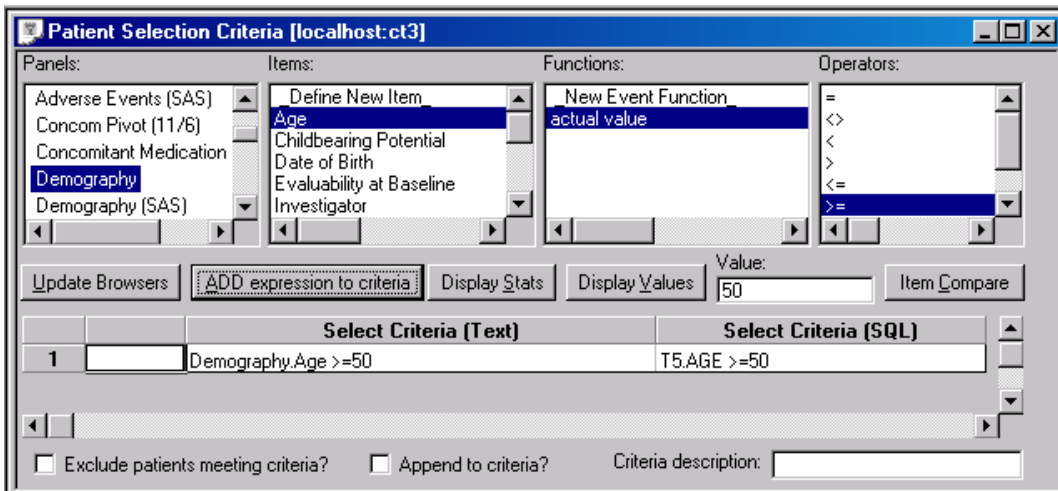 Patient Selection Criteria [localhost:ct3]
Panels:
Items:
Functions:
Operators:
Adverse Events (SAS)
Concom Pivot (11/6)
Concomitant Medication
Demography
Demography (SAS)
_Define New Item_
Age
Childbearing Potential
Date of Birth
Evaluability at Baseline
Investigator
_New Event Function_
actual value
=
<>
<
>
<=
>=
Update Browsers
ADD expression to criteria
Display Stats
Display Values
Value:
50
Item Compare
Select Criteria (Text)
Select Criteria (SQL)
1
Demography.Age >=50
T5.AGE >=50
Exclude patients meeting criteria?
Append to criteria?
Criteria description: